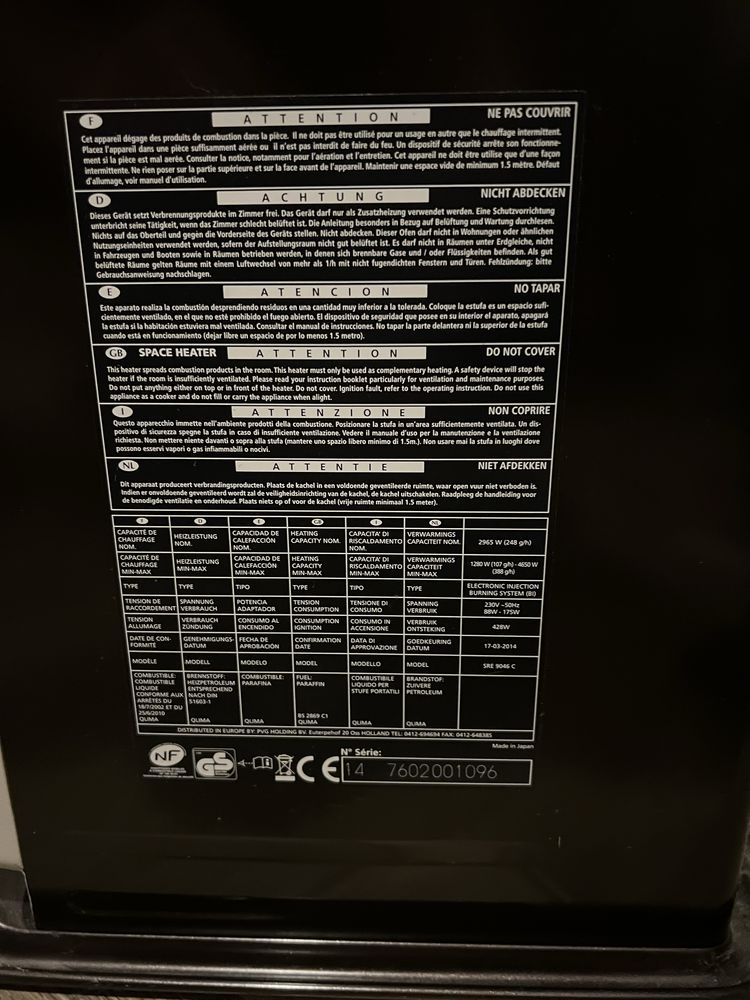 F ATTENTION NE PAS COUVRIR
Cet appareil dégage des produits de combustion dans la pièce. Il ne doit pas être utilisé pour un usage en autre que le chauffage intermittent.
Placez l'appareil dans une pièce suffisamment aérée ou il n'est pas interdit de faire du feu. Un dispositif de sécurité arrête son fonctionne-
ment si la pièce est mal aerée. Consulter la notice, notamment pour l'aération et l'entretien. Cet appareil ne doit être utilisé que d'une façon
intermittente. Ne rien poser sur la partie supérieure et sur la face avant de l'appareil. Maintenir une espace vide de minimum 1.5 mètre. Défaut
d'allumage, voir manuel d'utilisation.
D ACHTUNG NICHT ABDECKEN
Dieses Gerät setzt Verbrennungsprodukte im Zimmer frei. Das Gerät darf nur als Zusatzheizung verwendet werden. Eine Schutzvorrichtung
unterbricht seine Tätigkeit, wenn das Zimmer schlecht belüftet ist. Die Anleitung besonders in Bezug auf Belüftung und Wartung durchlesen.
Nichts auf das Oberteil und gegen die Vorderseite des Geräts stellen. Nicht abdecken. Dieser Ofen darf nicht in Wohnungen oder ähnlichen
Nutzungseinheiten verwendet werden, sofern der Aufstellungsraum nicht gut belüftet ist. Es darf nicht in Räumen unter Erdgleiche, nicht
in Fahrzeugen und Booten sowie in Räumen betrieben werden, in denen sich brennbare Gase und / oder Flüssigkeiten befinden. Als gut
belüftete Räume gelten Räume mit einem Luftwechsel von mehr als 1/h mit nicht fugendichten Fenstern und Türen. Fehlzündung: bitte
Gebrauchsanweisung nachschlagen.
E ATENCION NO TAPAR
Este aparato realiza la combustión desprendiendo residuos en una cantidad muy inferior a la tolerada. Coloque la estufa es un espacio sufi-
cientemente ventilado, en el que no esté prohibido el fuego abierto. El dispositivo de seguridad que posee en su interior el aparato, apagará
la estufa si la habitación estuviera mal ventilada. Consultar el manual de instrucciones. No tapar la parte delantera ni la superior de la estufa
cuando está en funcionamiento (dejar libre un espacio de por lo menos 1.5 metro).
GB SPACE HEATER ATTENTION DO NOT COVER
This heater spreads combustion products in the room. This heater must only be used as complementary heating. A safety device will stop the
heater if the room is insufficiently ventilated. Please read your instruction booklet particularly for ventilation and maintenance purposes.
Do not put anything either on top or in front of the heater. Do not cover. Ignition fault, refer to the operating instruction. Do not use this
appliance as a cooker and do not fill or carry the appliance when alight.
I ATTENZIONE NON COPRIRE
Questo apparecchio immette nell'ambiente prodotti della combustione. Posizionare la stufa in un'area sufficientemente ventilata. Un dis-
positivo di sicurezza spegne la stufa in caso di insufficiente ventilazione. Vedere il manuale d'uso per la manutenzione e la ventilazione
richiesta. Non mettere niente davanti o sopra alla stufa (mantere uno spazio libero minimo di 1.5m.). Non usare mai la stufa in luoghi dove
possono esservi vapori o gas infiammabili o nocivi.
NL ATTENTIE NIET AFDEKKEN
Dit apparaat produceert verbrandingsproducten. Plaats de kachel in een voldoende geventileerde ruimte, waar open vuur niet verboden is.
Indien er onvoldoende geventileerd wordt zal de veiligheidsinrichting van de kachel, de kachel uitschakelen. Raadpleeg de handleiding voor
de benodigde ventilatie en onderhoud. Plaats niets op of voor de kachel (vrije ruimte minimaal 1.5 meter).
F D E GB I NL
CAPACITÉ DE CHAUFFAGE NOM. HEIZLEISTUNG NOM. CAPACIDAD DE CALEFACCIÓN NOM. HEATING CAPACITY NOM. CAPACITA' DI RISCALDAMENTO NOM. VERWARMINGS CAPACITEIT NOM. 2965 W (248 g/h)
CAPACITÉ DE CHAUFFAGE MIN-MAX HEIZLEISTUNG MIN-MAX CAPACIDAD DE CALEFACCIÓN MIN-MAX HEATING CAPACITY MIN-MAX CAPACITA' DI RISCALDAMENTO MIN-MAX VERWARMINGS CAPACITEIT MIN-MAX 1280 W (107 g/h) - 4650 W (388 g/h)
TYPE TYPE TIPO TYPE TIPO TYPE ELECTRONIC INJECTION BURNING SYSTEM (BI)
TENSION DE RACCORDEMENT SPANNUNG VERBRAUCH POTENCIA ADAPTADOR TENSION CONSUMPTION TENSIONE DI CONSUMO SPANNING VERBRUIK 230V ~50Hz 88W - 175W
TENSION ALLUMAGE VERBRAUCH ZÜNDUNG CONSUMO AL ENCENDIDO CONSUMPTION IGNITION CONSUMO IN ACCENSIONE VERBRUIK ONTSTEKING 428W
DATE DE CON- FORMITÉ GENEHMIGUNGS- DATUM FECHA DE APROBACIÓN CONFIRMATION DATE DATA DI APPROVAZIONE GOEDKEURING DATUM 17-03-2014
MODÈLE MODELL MODELO MODEL MODELLO MODEL SRE 9046 C
COMBUSTIBLE: COMBUSTIBLE LIQUIDE CONFORME AUX ARRÊTÉS DU 18/7/2002 ET DU 25/6/2010 QLIMA BRENNSTOFF: HEIZPETROLEUM ENTSPRECHEND NACH DIN 51603-1 QLIMA COMBUSTIBLE: PARAFINA QLIMA FUEL: PARAFFIN BS 2869 C1 QLIMA COMBUSTIBILE LIQUIDO PER STUFE PORTATILI QLIMA BRANDSTOF: ZUIVERE PETROLEUM QLIMA
DISTRIBUTED IN EUROPE BY: PVG HOLDING BV. Euterpehof 20 Oss HOLLAND TEL: 0412-694694 FAX: 0412-648385
Made in Japan
NF GS CE N° Série:
14 7602001096